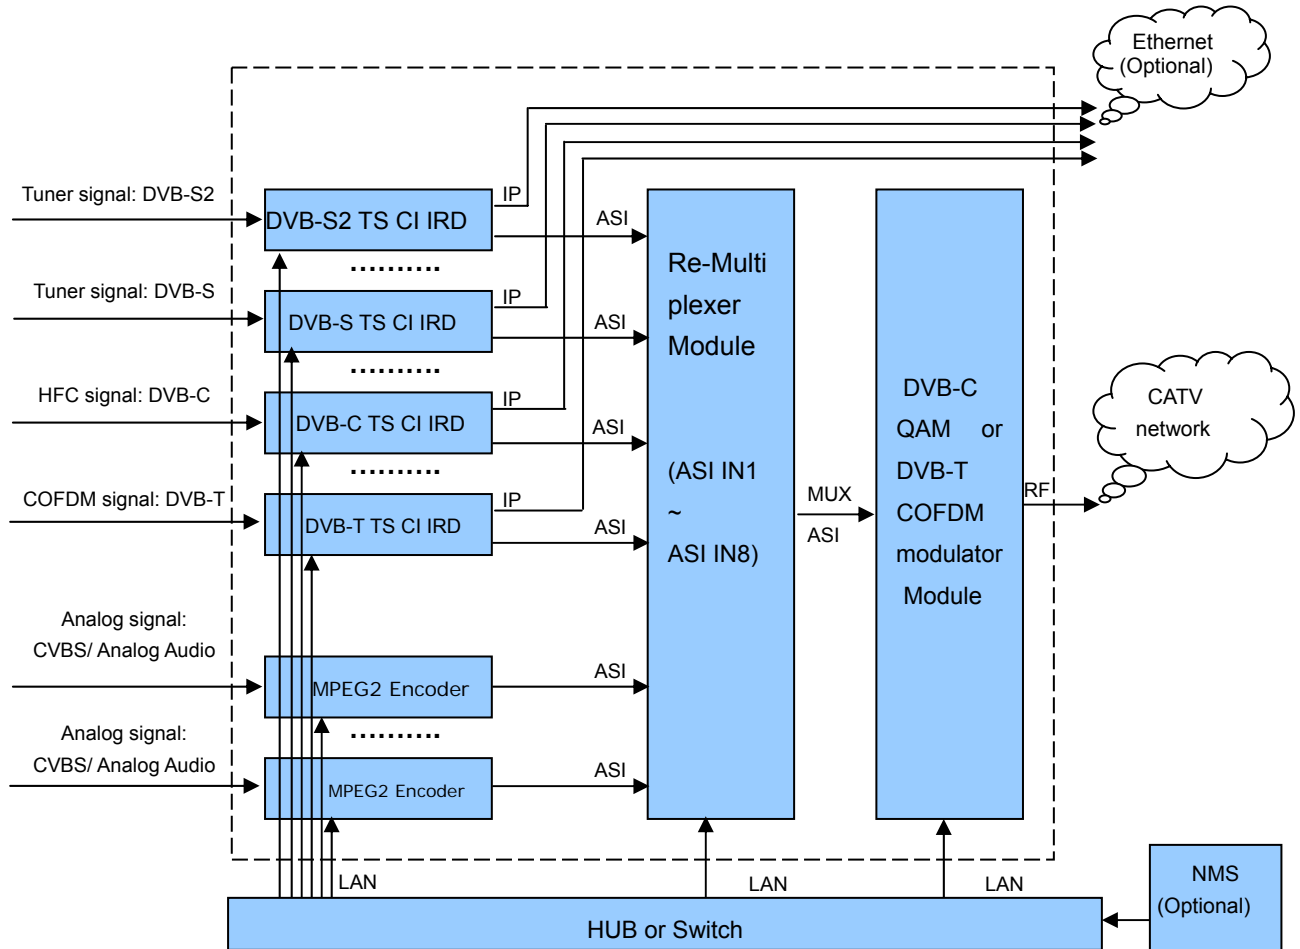 Ethernet
(Optional)
Tuner signal: DVB-S2
IP
DVB-S2 TS CI IRD
ASI
..........
Tuner signal: DVB-S
IP
DVB-S TS CI IRD
ASI
..........
HFC signal: DVB-C
IP
DVB-C TS CI IRD
ASI
..........
COFDM signal: DVB-T
IP
DVB-T TS CI IRD
ASI
Analog signal:
CVBS/ Analog Audio
MPEG2 Encoder
ASI
..........
Analog signal:
CVBS/ Analog Audio
MPEG2 Encoder
ASI
Re-Multi
plexer
Module
(ASI IN1
~
ASI IN8)
MUX
ASI
DVB-C
QAM or
DVB-T
COFDM
modulator
Module
RF
CATV
network
LAN
LAN
LAN
NMS
(Optional)
HUB or Switch